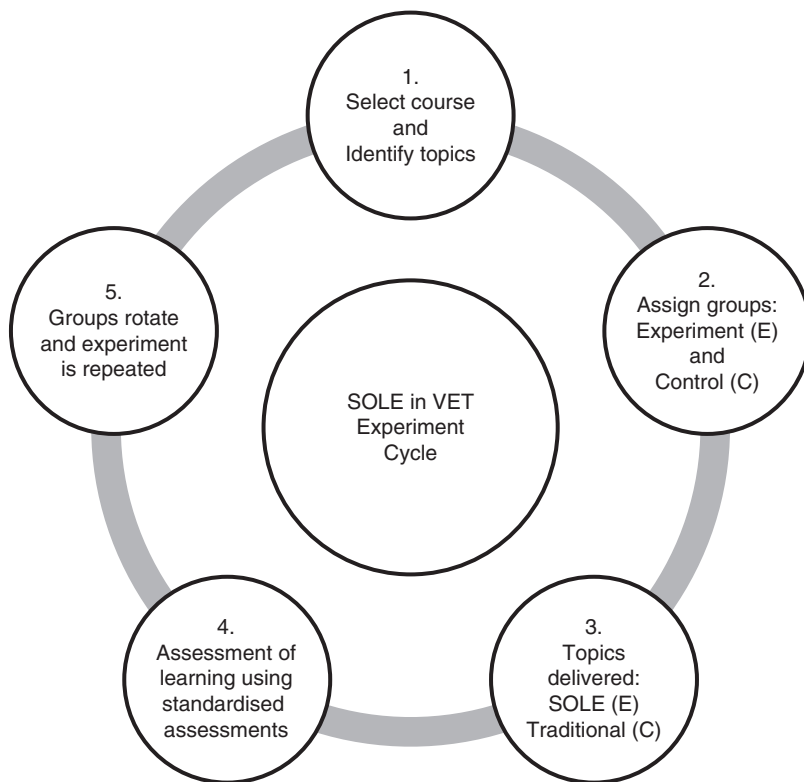 1.
Select course
and
Identify topics
2.
Assign groups:
Experiment (E)
and
Control (C)
3.
Topics
delivered:
SOLE (E)
Traditional (C)
4.
Assessment of
learning using
standardised
assessments
5.
Groups rotate
and experiment
is repeated
SOLE in VET
Experiment
Cycle